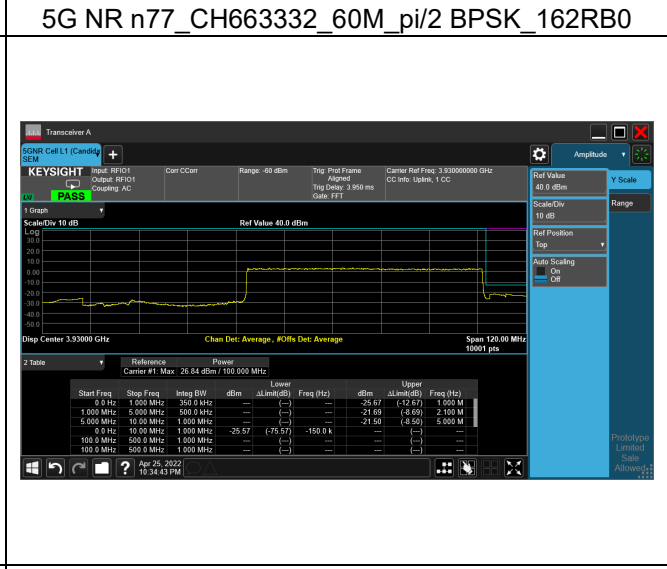 5G NR n77_CH663332_60M_pi/2 BPSK_162RB0
Transceiver A
5GNR Cell L1 (Candida
SEM
Amplitude
KEYSIGHT
Input: RFIO1
Output: RFIO1
Coupling: AC
Corr CCorr
Range: -60 dBm
Trig: Prot Frame
Aligned
Trig Delay: 3.950 ms
Gate: FFT
Carrier Ref Freq: 3.930000000 GHz
CC Info: Uplink, 1 CC
PASS
1 Graph
Scale/Div 10 dB
Ref Value 40.0 dBm
Log
30.0
20.0
10.0
0.00
-10.0
-20.0
-30.0
-40.0
-50.0
Disp Center 3.93000 GHz
Chan Det: Average, #Offs Det: Average
Span 120.00 MHz
10001 pts
2 Table
Reference Power
Carrier #1: Max 26.84 dBm / 100.000 MHz
Lower Upper
Start Freq Stop Freq Integ BW dBm ΔLimit(dB) Freq (Hz) dBm ΔLimit(dB) Freq (Hz)
0.0 Hz 1.000 MHz 350.0 kHz --- (---) --- -25.67 (-12.67) 1.000 M
1.000 MHz 5.000 MHz 500.0 kHz --- (---) --- -21.69 (-8.69) 2.100 M
5.000 MHz 10.00 MHz 1.000 MHz --- (---) --- -21.50 (-8.50) 5.000 M
0.0 Hz 10.00 MHz 1.000 MHz -25.57 (-75.57) -150.0 k --- (---) ---
100.0 MHz 500.0 MHz 1.000 MHz --- (---) --- --- (---) ---
100.0 MHz 500.0 MHz 1.000 MHz --- (---) --- --- (---) ---
Ref Value
40.0 dBm
Scale/Div
10 dB
Ref Position
Top
Auto Scaling
On
Off
Y Scale
Range
Prototype
Limited
Sale
Allowed
?
Apr 25, 2022
10:34:43 PM